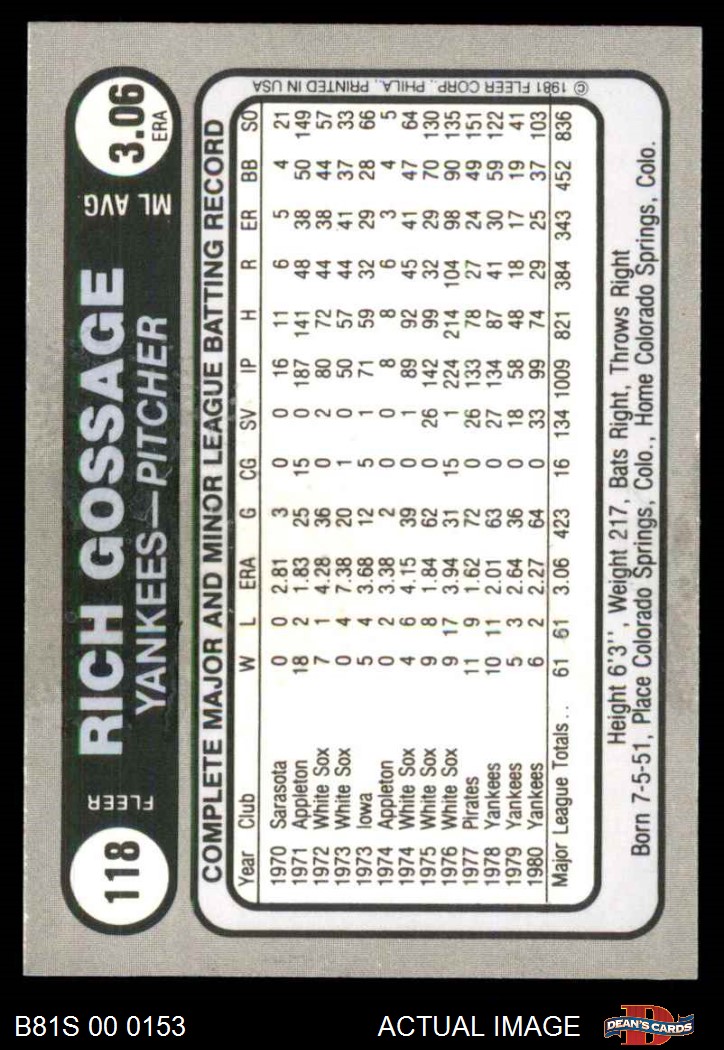 118
FLEER
RICH GOSSAGE
YANKEES—PITCHER
ML AVG
3.06
ERA
COMPLETE MAJOR AND MINOR LEAGUE BATTING RECORD
Year Club W L ERA G CG SV IP H R ER BB SO
1970 Sarasota 0 0 2.81 3 0 0 16 11 6 5 4 21
1971 Appleton 18 2 1.83 25 15 0 187 141 48 38 50 149
1972 White Sox 7 1 4.28 36 0 2 80 72 44 38 44 57
1973 White Sox 0 4 7.38 20 1 0 50 57 44 41 37 33
1973 Iowa 5 4 3.68 12 5 1 71 59 32 29 28 66
1974 Appleton 0 2 3.38 2 0 0 8 8 6 3 4 5
1974 White Sox 4 6 4.15 39 0 1 89 92 45 41 47 64
1975 White Sox 9 8 1.84 62 0 26 142 99 32 29 70 130
1976 White Sox 9 17 3.94 31 15 1 224 214 104 98 90 135
1977 Pirates 11 9 1.62 72 0 26 133 78 27 24 49 151
1978 Yankees 10 11 2.01 63 0 27 134 87 41 30 59 122
1979 Yankees 5 3 2.64 36 0 18 58 48 18 17 19 41
1980 Yankees 6 2 2.27 64 0 33 99 74 29 25 37 103
Major League Totals . . 61 61 3.06 423 16 134 1009 821 384 343 452 836
Height 6'3'', Weight 217, Bats Right, Throws Right
Born 7-5-51, Place Colorado Springs, Colo., Home Colorado Springs, Colo.
© 1981 FLEER CORP., PHILA., PRINTED IN USA
B81S 00 0153
ACTUAL IMAGE
D
DEAN'S CARDS